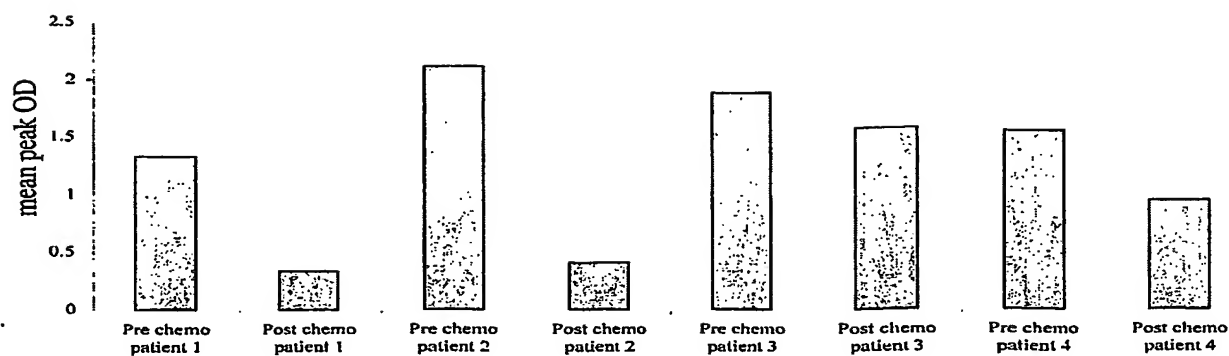 2.5
2
1.5
1
0.5
0
mean peak OD
Pre chemo
patient 1
Post chemo
patient 1
Pre chemo
patient 2
Post chemo
patient 2
Pre chemo
patient 3
Post chemo
patient 3
Pre chemo
patient 4
Post chemo
patient 4